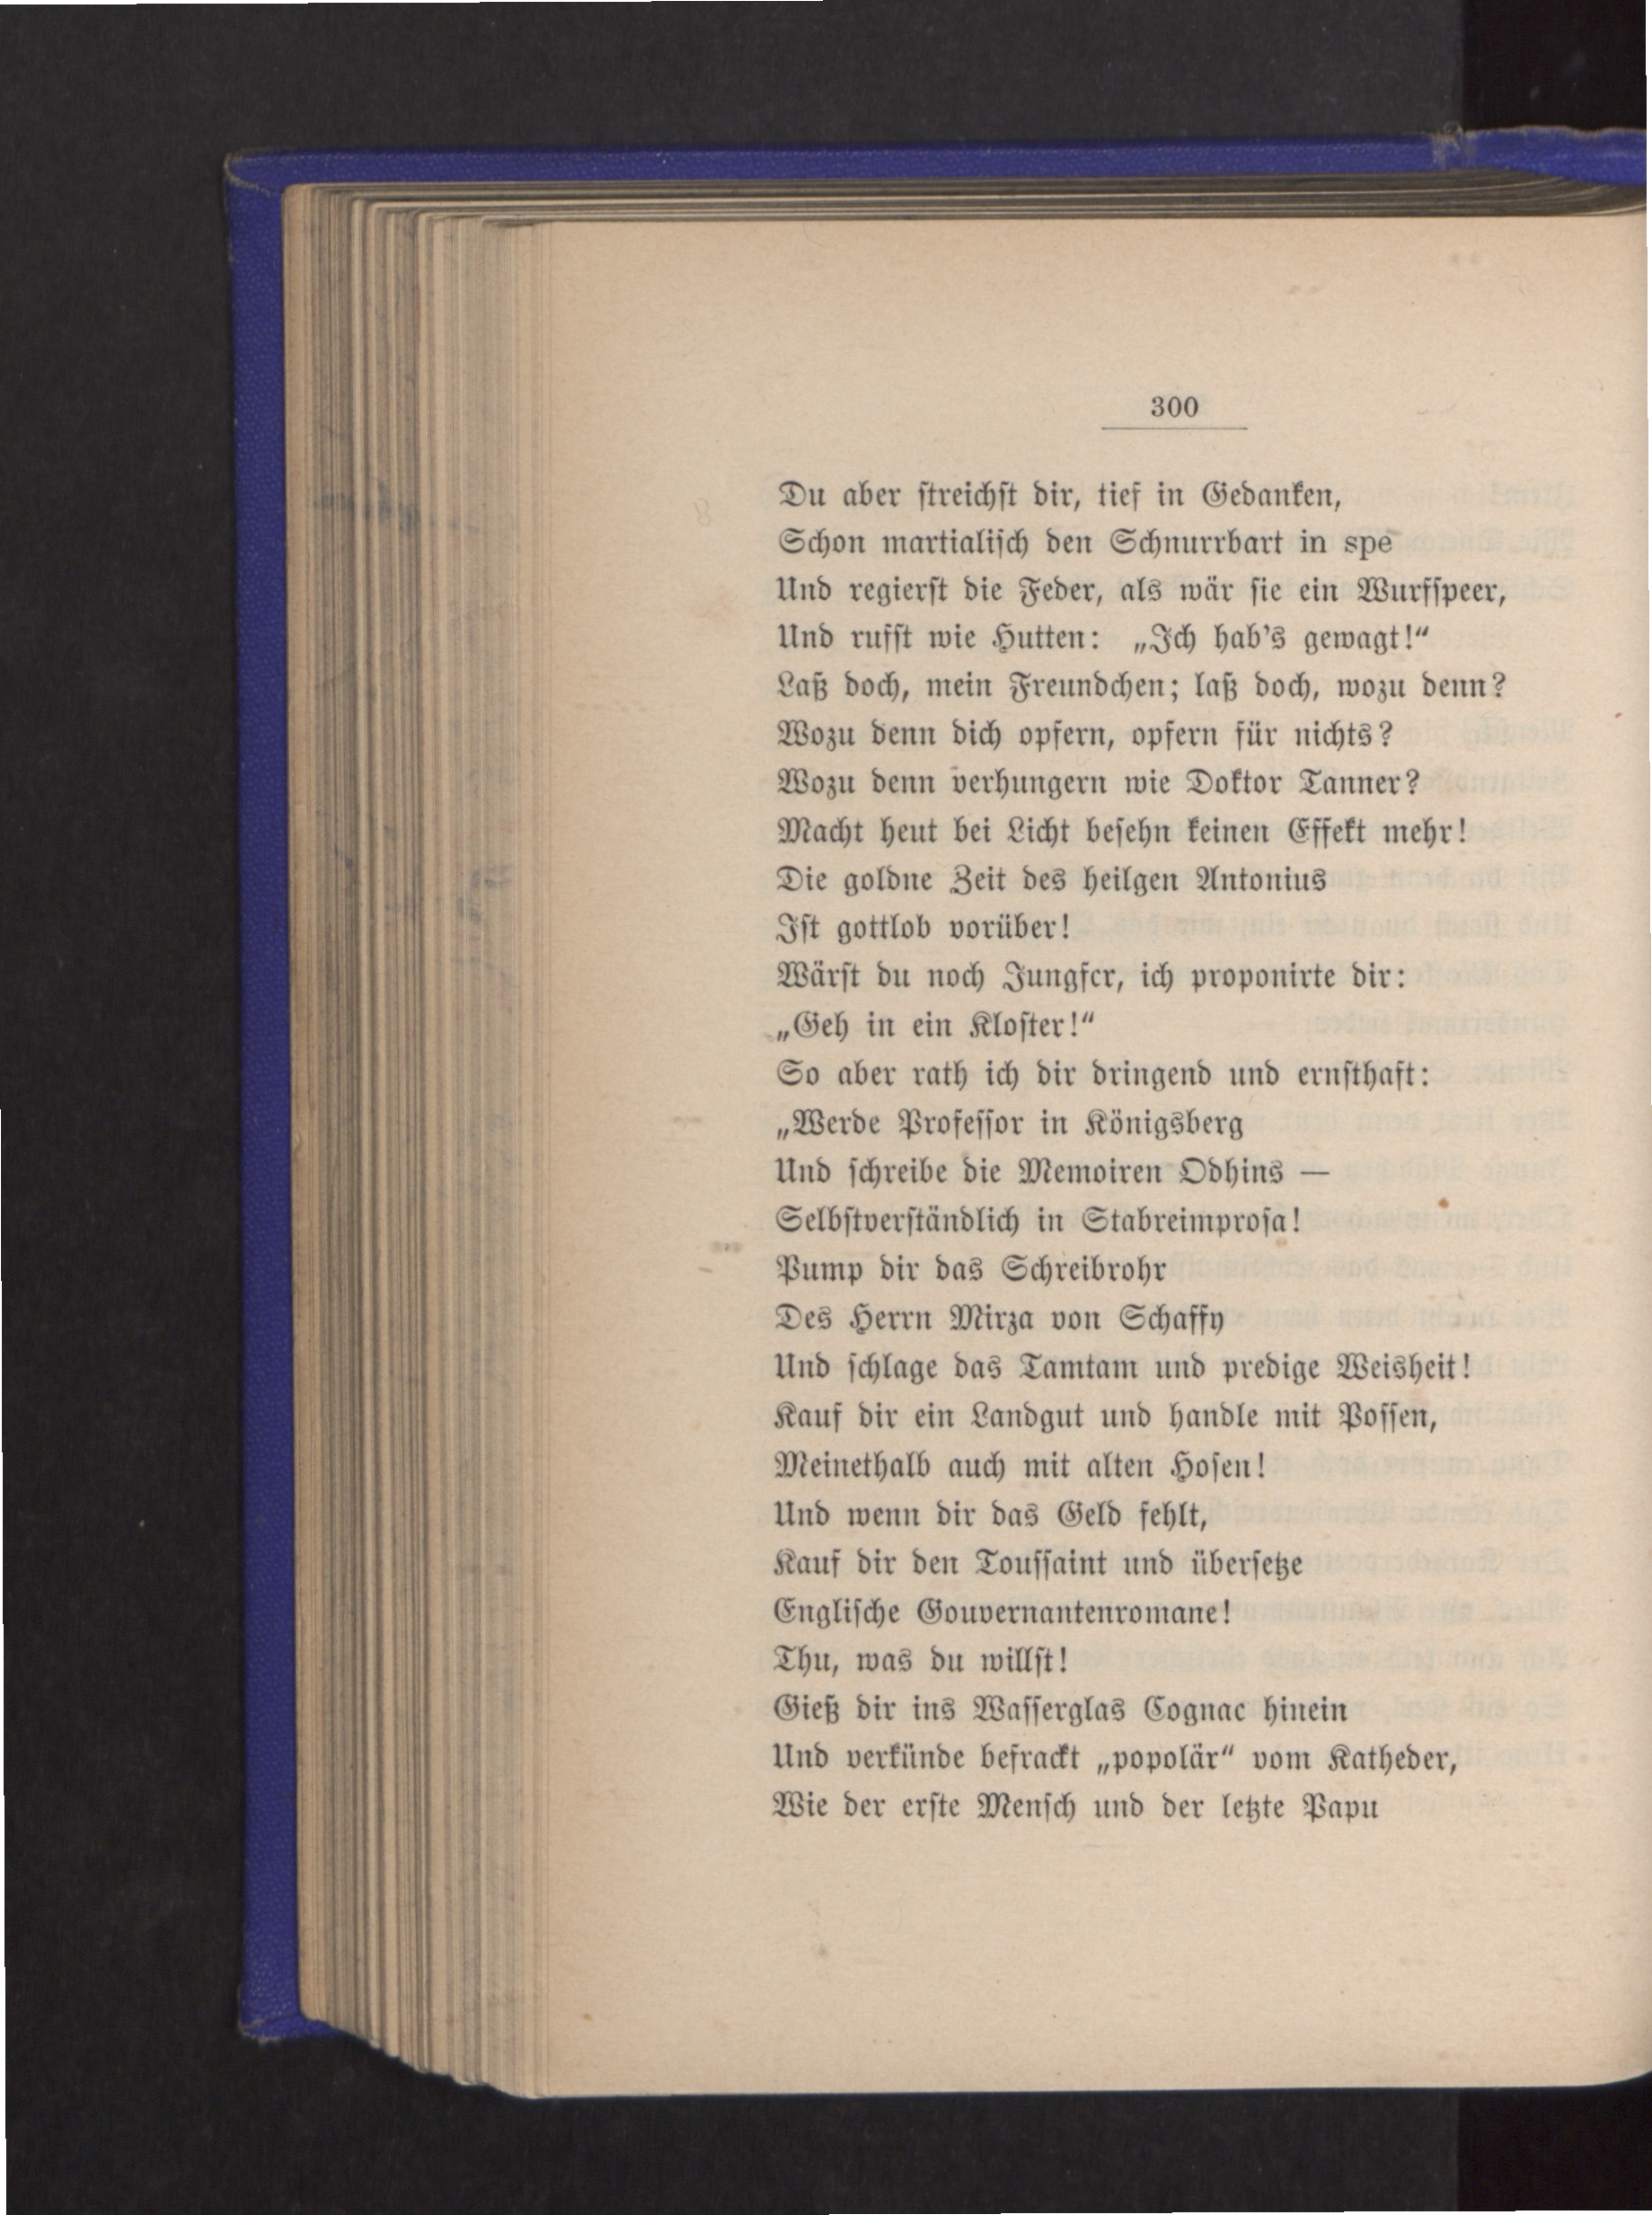 300
Du aber streichst dir, tief in Gedanken,
Schon martialisch den Schnurrbart in spe
Und regierst die Feder, als wär sie ein Wurfspeer,
Und rufst wie Hutten: „Ich hab's gewagt!“
Laß doch, mein Freundchen; laß doch, wozu denn?
Wozu denn dich opfern, opfern für nichts?
Wozu denn verhungern wie Doktor Tanner?
Macht heut bei Licht besehn keinen Effekt mehr!
Die goldne Zeit des heilgen Antonius
Ist gottlob vorüber!
Wärst du noch Jungfer, ich proponirte dir:
„Geh in ein Kloster!“
So aber rath ich dir dringend und ernsthaft:
„Werde Professor in Königsberg
Und schreibe die Memoiren Odhins —
Selbstverständlich in Stabreimprosa!
Pump dir das Schreibrohr
Des Herrn Mirza von Schaffy
Und schlage das Tamtam und predige Weisheit!
Kauf dir ein Landgut und handle mit Possen,
Meinethalb auch mit alten Hosen!
Und wenn dir das Geld fehlt,
Kauf dir den Toussaint und übersetze
Englische Gouvernantenromane!
Thu, was du willst!
Gieß dir ins Wasserglas Cognac hinein
Und verkünde befrackt „popolär“ vom Katheder,
Wie der erste Mensch und der letzte Papu